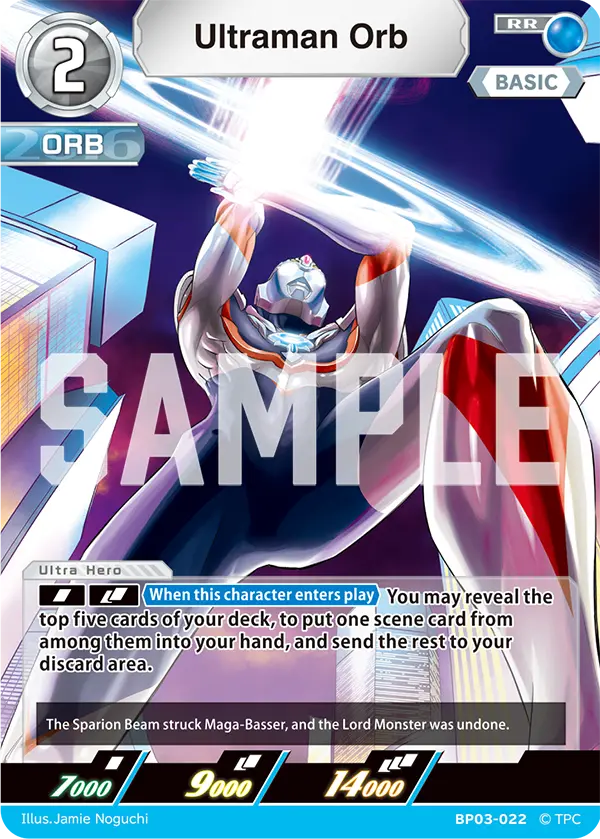 Ultraman Orb
RR
2
BASIC
2016
ORB
SAMPLE
Ultra Hero
When this character enters play You may reveal the
top five cards of your deck, to put one scene card from
among them into your hand, and send the rest to your
discard area.
The Sparion Beam struck Maga-Basser, and the Lord Monster was undone.
7000 9000 14000
Illus.Jamie Noguchi BP03-022 © TPC